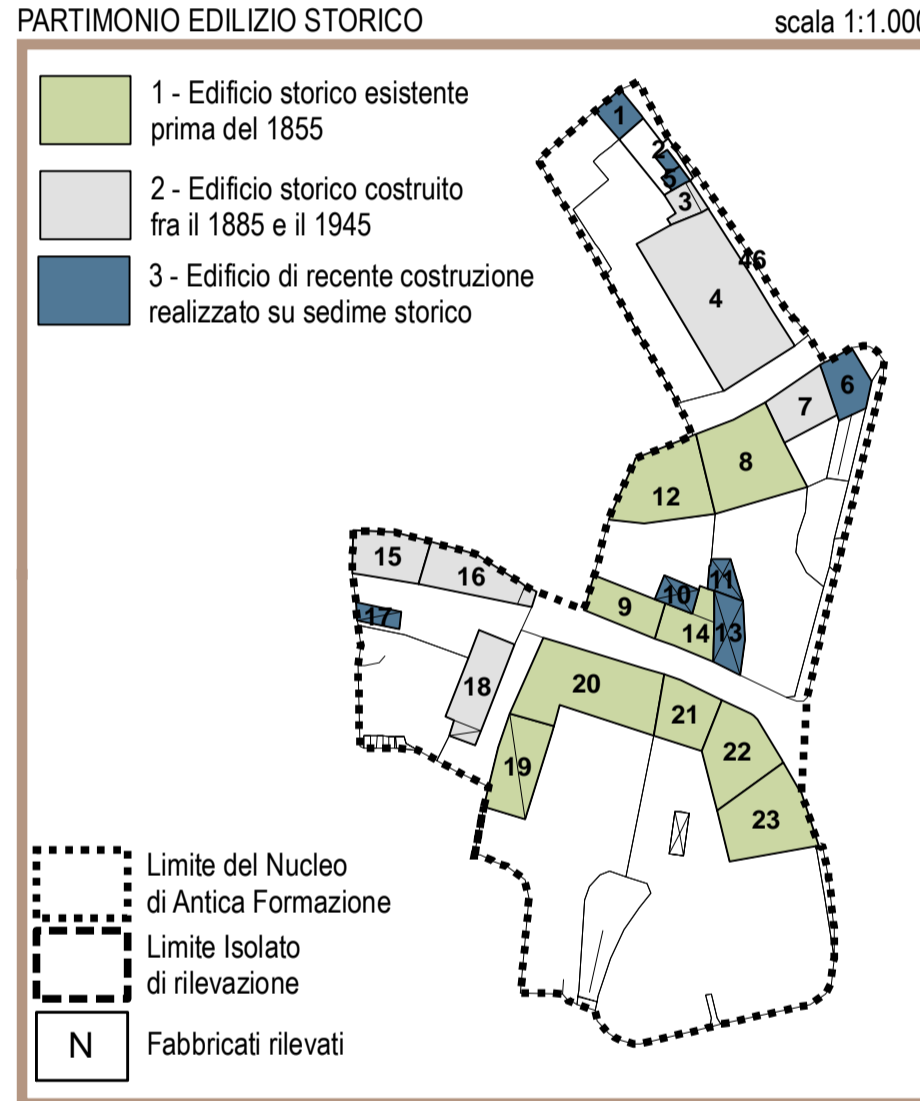 PARTIMONIO EDILIZIO STORICO
scala 1:1.000
1 - Edificio storico esistente
prima del 1855
2 - Edificio storico costruito
fra il 1885 e il 1945
3 - Edificio di recente costruzione
realizzato su sedime storico
1
2
5
3
46
4
6
7
8
12
15
16
11
10
9
17
14
13
18
20
21
22
19
23
Limite del Nucleo
di Antica Formazione
Limite Isolato
di rilevazione
N
Fabbricati rilevati